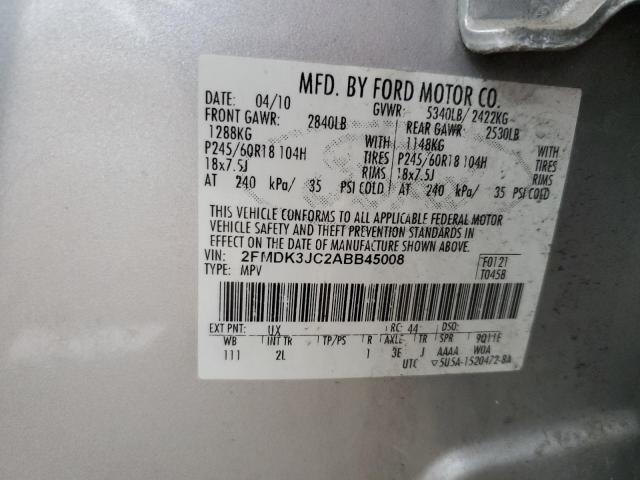 MFD. BY FORD MOTOR CO.
DATE: 04/10 GVWR: 5340LB/ 2422KG
FRONT GAWR: 2840LB REAR GAWR: 2530LB
1288KG WITH 1148KG WITH
P245/60R18 104H TIRES P245/60R18 104H TIRES
18x7.5J RIMS 18x7.5J RIMS
AT 240 kPa/ 35 PSI COLD AT 240 kPa/ 35 PSI COLD
THIS VEHICLE CONFORMS TO ALL APPLICABLE FEDERAL MOTOR
VEHICLE SAFETY AND THEFT PREVENTION STANDARDS IN
EFFECT ON THE DATE OF MANUFACTURE SHOWN ABOVE.
VIN: 2FMDK3JC2ABB45008 F0121
TYPE: MPV T045B
EXT PNT: UX RC: 44 DSO:
WB INT TR TP/PS R AXLE TR SPR 9Q11E
111 2L 1 3E J AAAA W0A
UTC ▽5U5A-1520472-BA